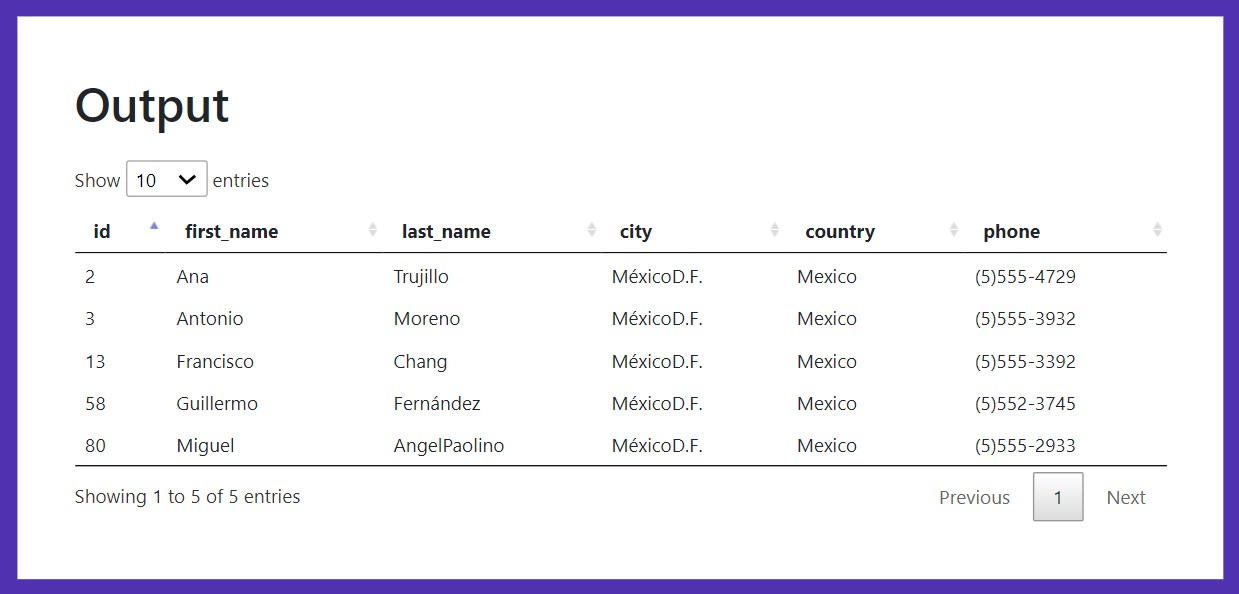 Output
Show 10 entries
id first_name last_name city country phone
2 Ana Trujillo MéxicoD.F. Mexico (5)555-4729
3 Antonio Moreno MéxicoD.F. Mexico (5)555-3932
13 Francisco Chang MéxicoD.F. Mexico (5)555-3392
58 Guillermo Fernández MéxicoD.F. Mexico (5)552-3745
80 Miguel AngelPaolino MéxicoD.F. Mexico (5)555-2933
Showing 1 to 5 of 5 entries Previous 1 Next